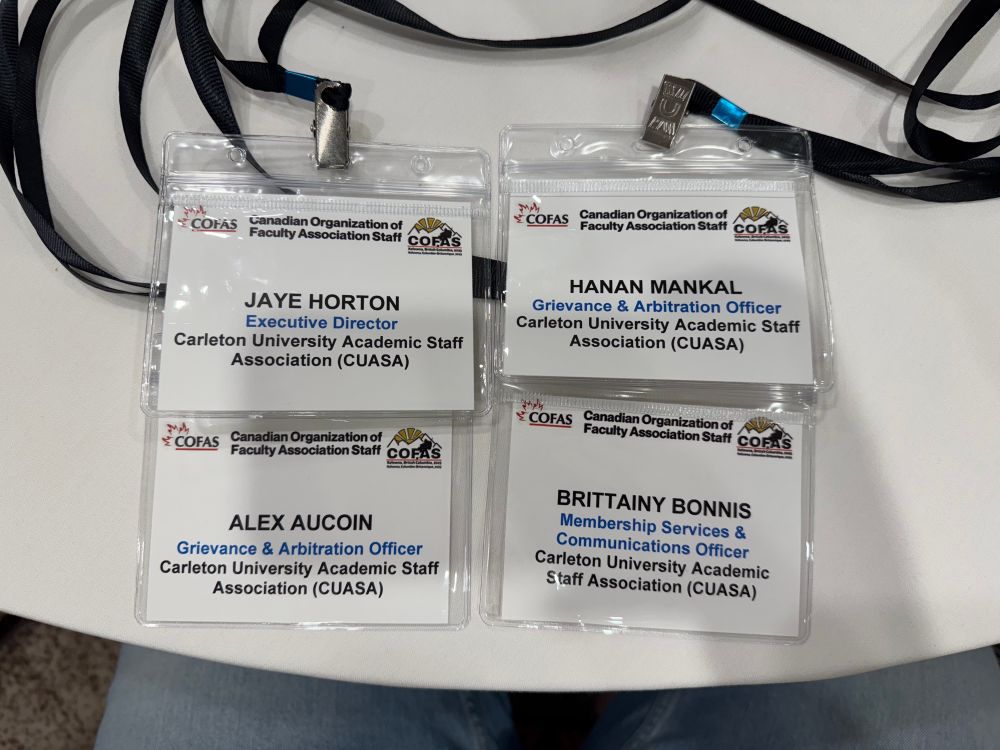 COFAS
Canadian Organization of
Faculty Association Staff
COFAS
JAYE HORTON
Executive Director
Carleton University Academic Staff
Association (CUASA)
COFAS
Canadian Organization of
Faculty Association Staff
COFAS
Kelowna, British Columbia, 2025
HANAN MANKAL
Grievance & Arbitration Officer
Carleton University Academic Staff
Association (CUASA)
COFAS
Canadian Organization of
Faculty Association Staff
COFAS
ALEX AUCOIN
Grievance & Arbitration Officer
Carleton University Academic Staff
Association (CUASA)
COFAS
Canadian Organization of
Faculty Association Staff
COFAS
BRITTAINY BONNIS
Membership Services &
Communications Officer
Carleton University Academic
Staff Association (CUASA)